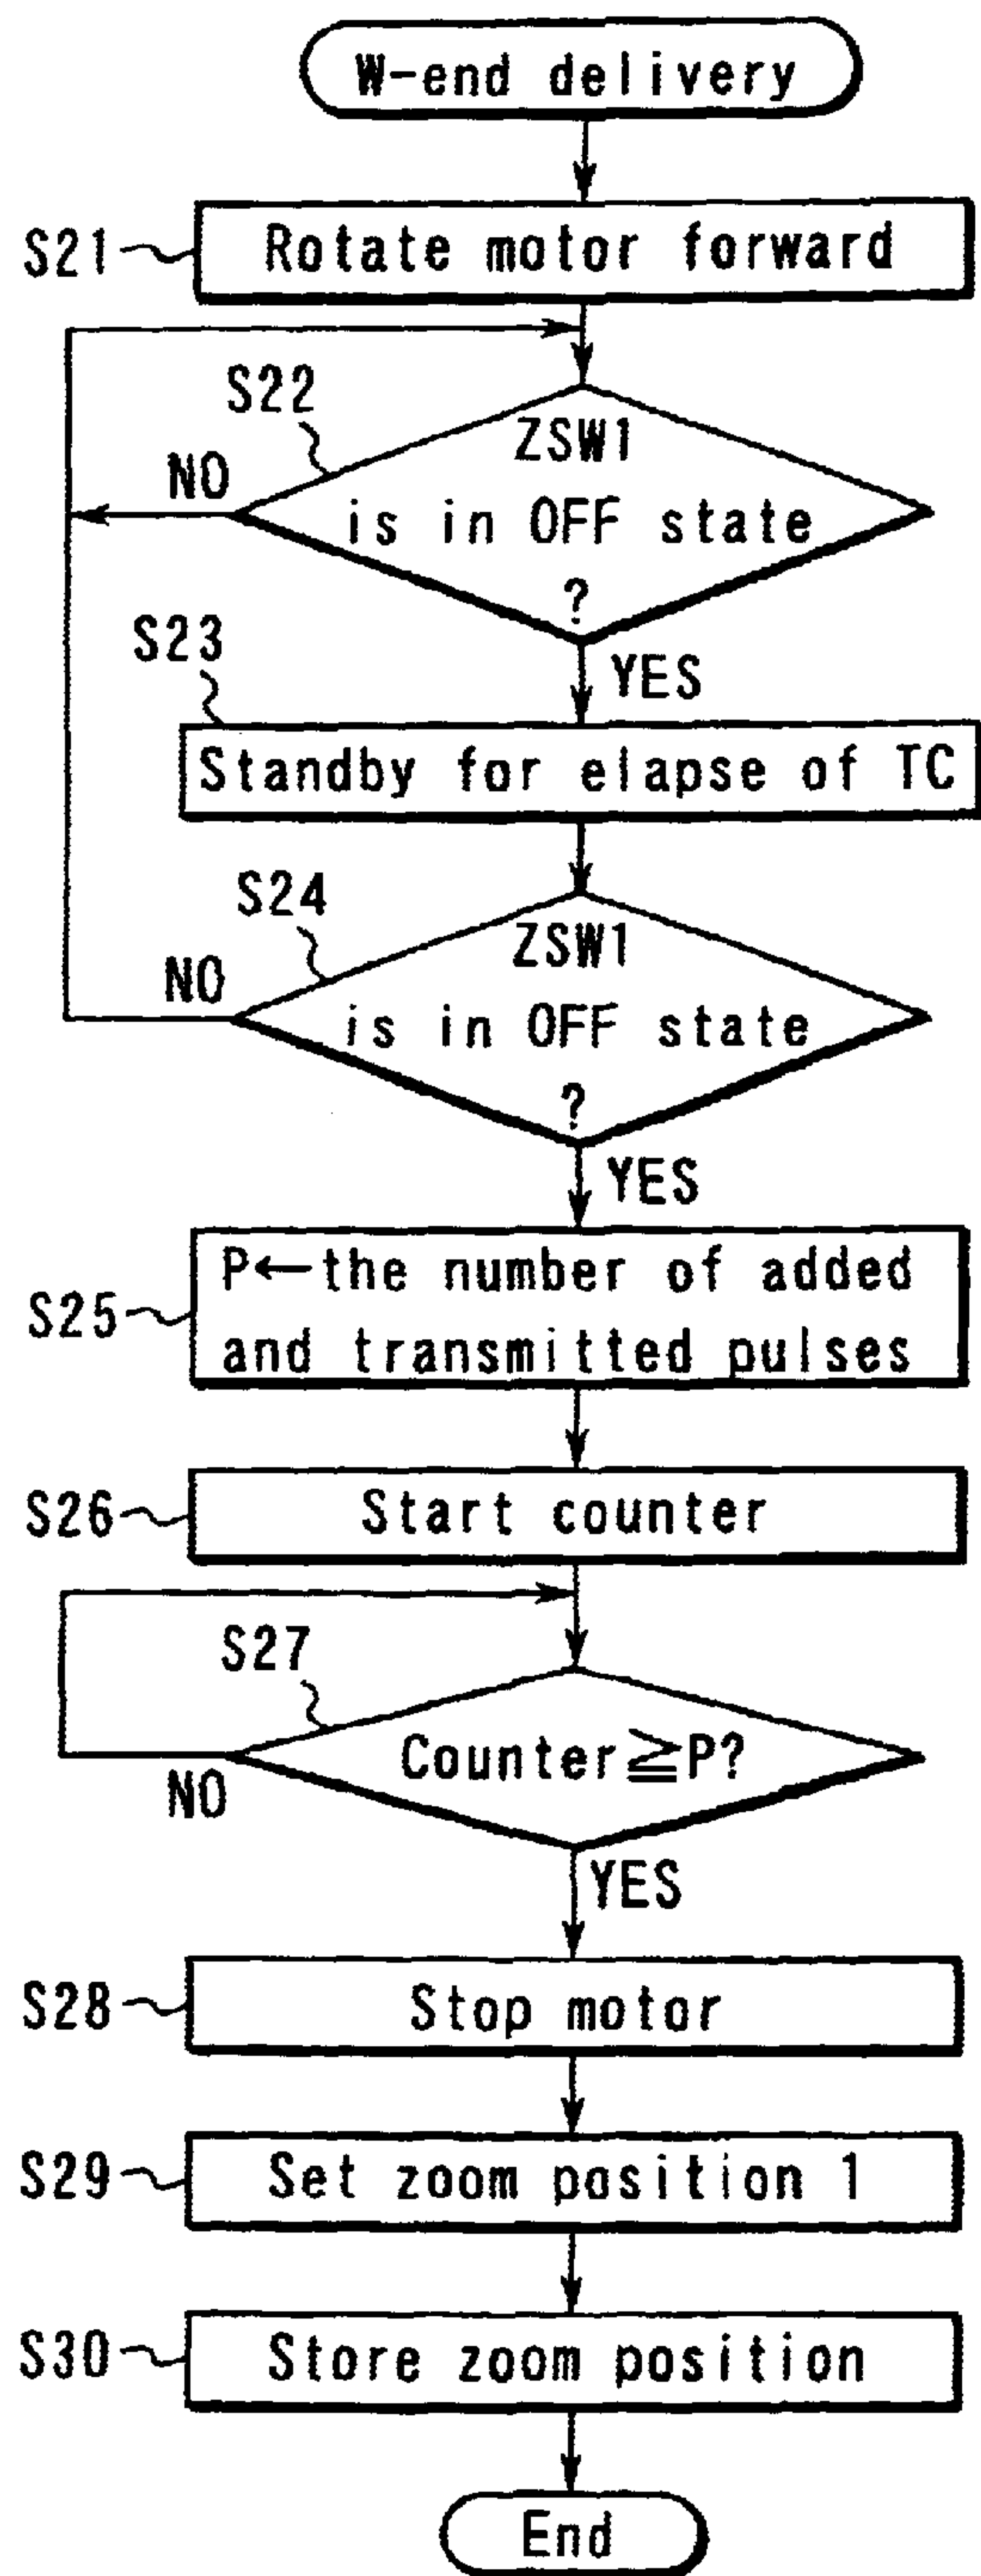 W-end delivery
S21
Rotate motor forward
S22
ZSW1
NO
is in OFF state
?
S23
YES
Standby for elapse of TC
S24
ZSW1
NO
is in OFF state
?
YES
P←the number of added
S25
and transmitted pulses
S26
Start counter
S27
Counter≧P?
NO
YES
S28
Stop motor
S29
Set zoom position 1
S30
Store zoom position
End